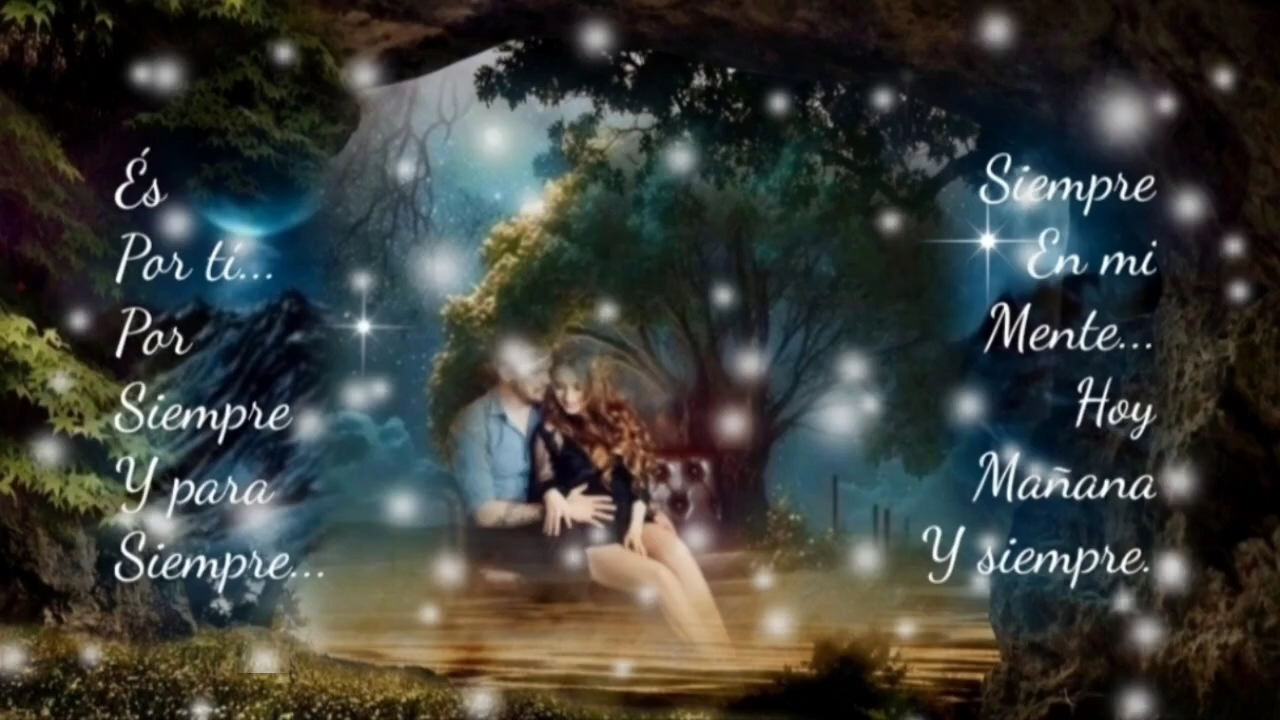 És
Por tí...
Por
Siempre
Y para
Siempre...
Siempre
En mi
Mente...
Hoy
Mañana
Y siempre.